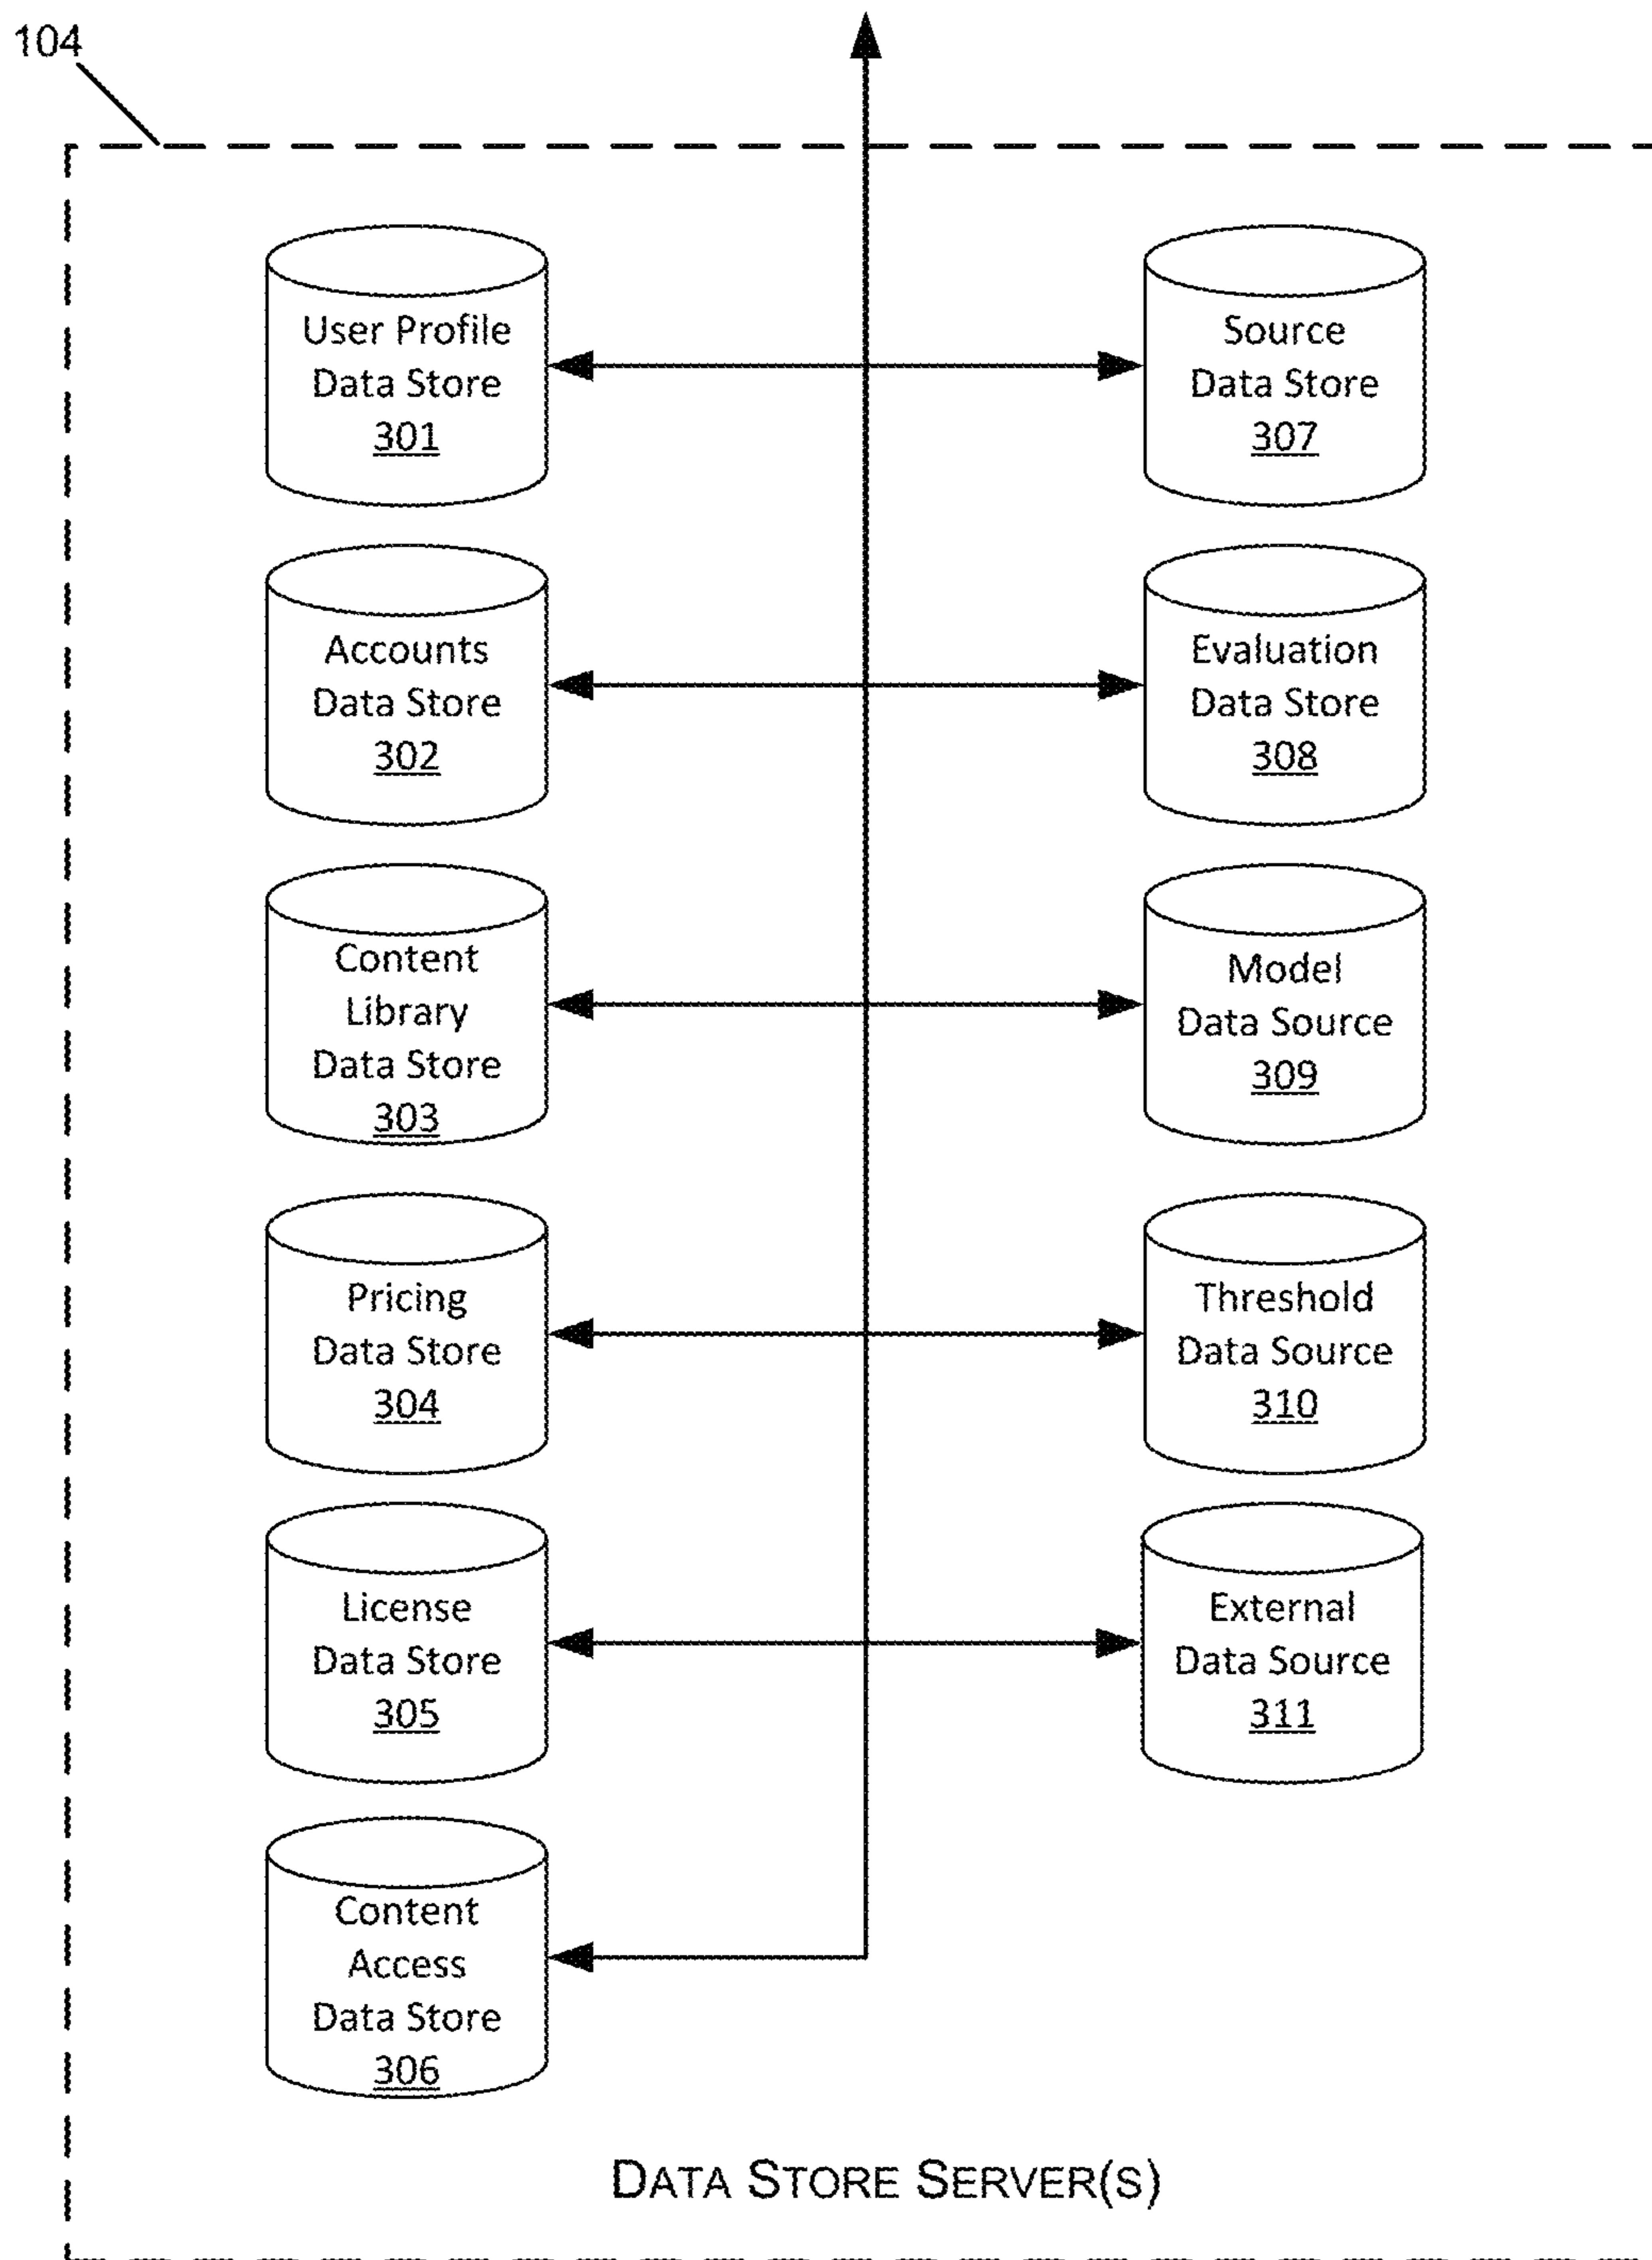 104
User Profile
Data Store
301
Source
Data Store
307
Accounts
Data Store
302
Evaluation
Data Store
308
Content
Library
Data Store
303
Model
Data Source
309
Pricing
Data Store
304
Threshold
Data Source
310
License
Data Store
305
External
Data Source
311
Content
Access
Data Store
306
DATA STORE SERVER(S)